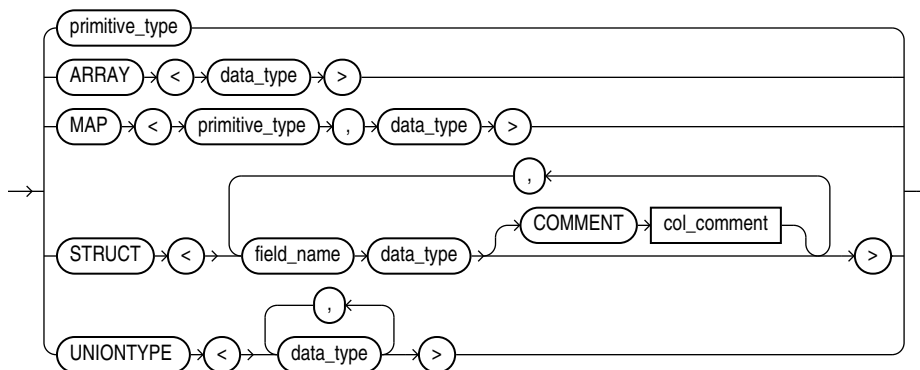 primitive_type
ARRAY < data_type >
MAP < primitive_type , data_type >
,
COMMENT col_comment
STRUCT < field_name data_type >
,
UNIONTYPE < data_type >